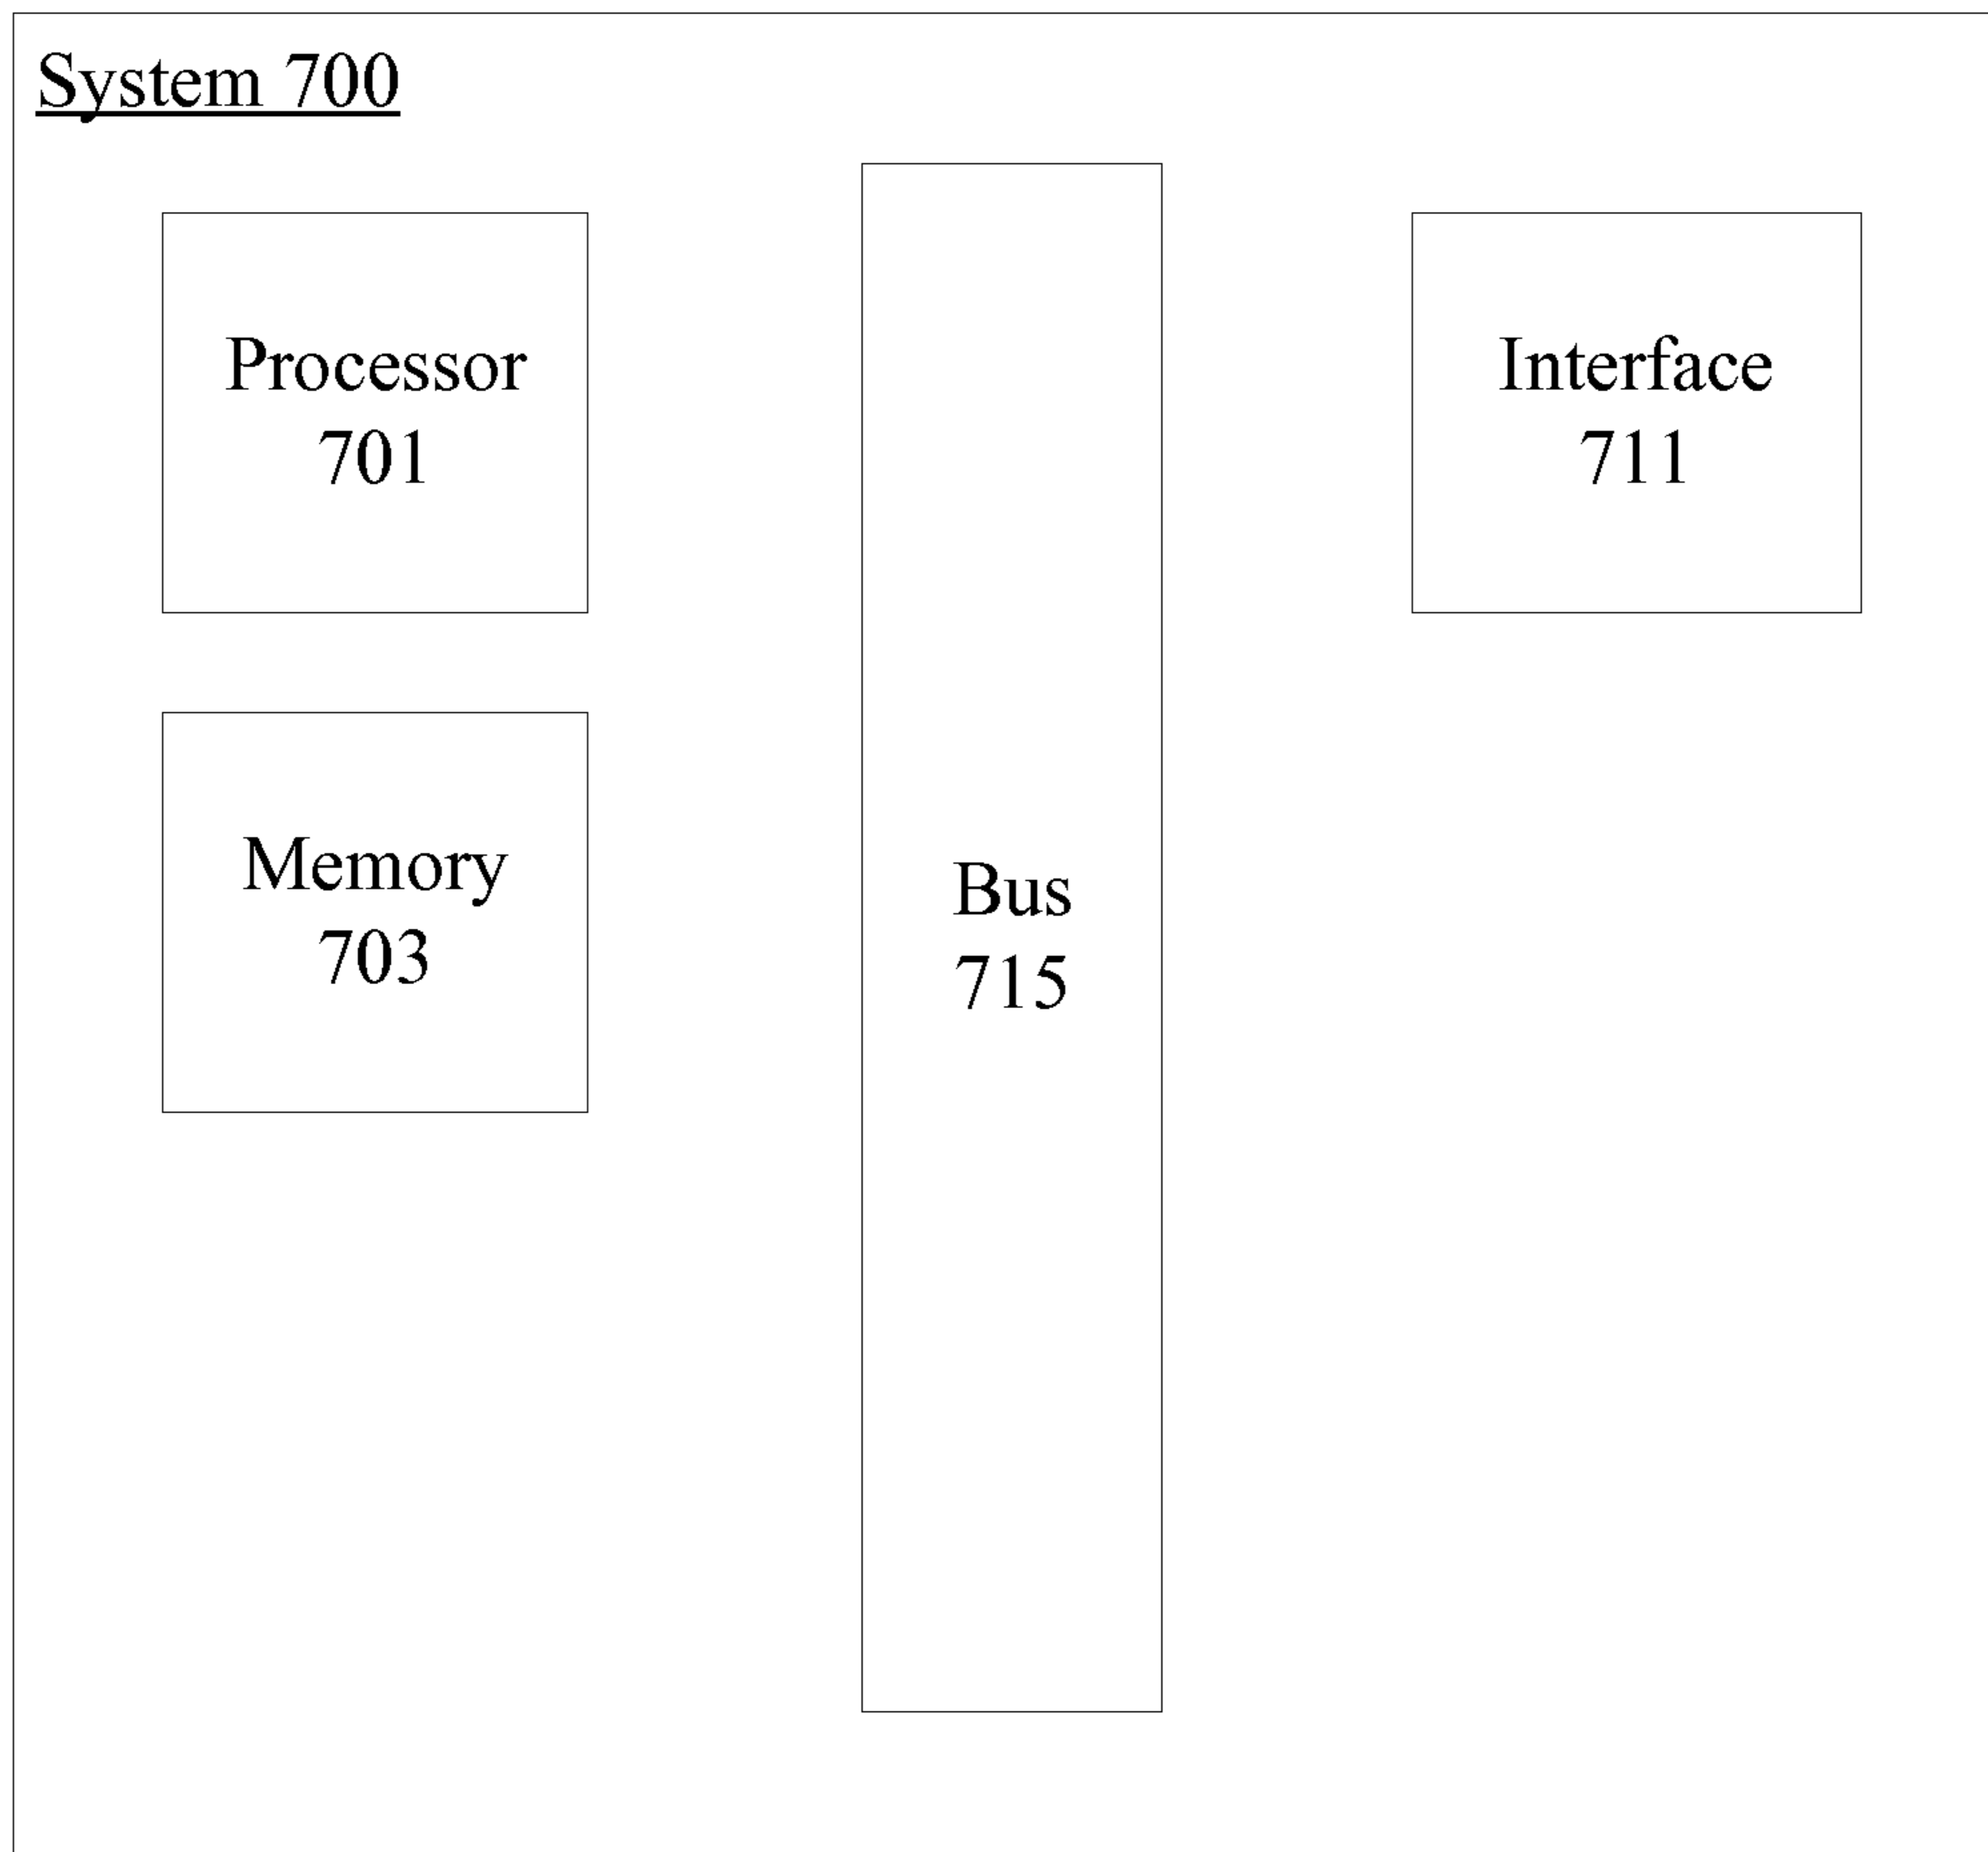 System 700
Processor
701
Interface
711
Memory
703
Bus
715